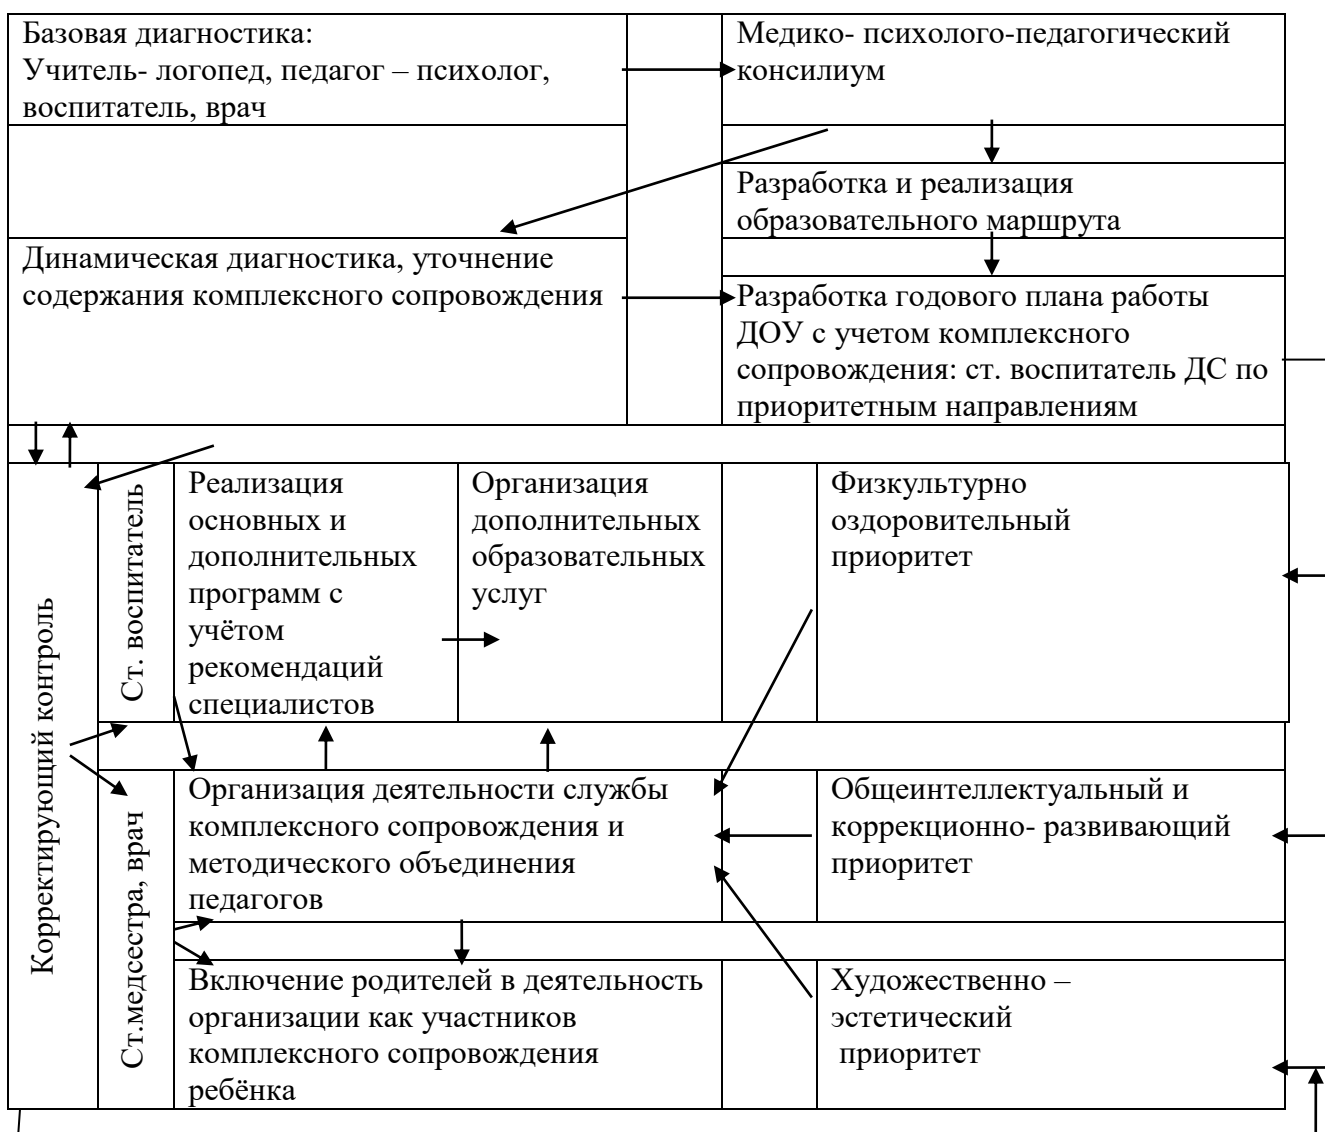 Базовая диагностика:
Учитель- логопед, педагог – психолог,
воспитатель, врач
Медико- психолого-педагогический
консилиум
Разработка и реализация
образовательного маршрута
Динамическая диагностика, уточнение
содержания комплексного сопровождения
Разработка годового плана работы
ДОУ с учетом комплексного
сопровождения: ст. воспитатель ДС по
приоритетным направлениям
Корректирующий контроль
Ст. воспитатель
Реализация
основных и
дополнительных
программ с
учётом
рекомендаций
специалистов
Организация
дополнительных
образовательных
услуг
Физкультурно
оздоровительный
приоритет
Ст.медсестра, врач
Организация деятельности службы
комплексного сопровождения и
методического объединения
педагогов
Общеинтеллектуальный и
коррекционно- развивающий
приоритет
Включение родителей в деятельность
организации как участников
комплексного сопровождения
ребёнка
Художественно –
эстетический
приоритет